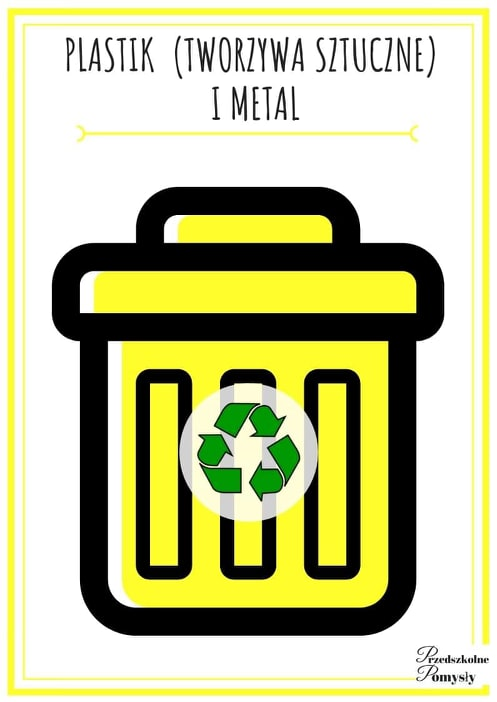 PLASTIK (TWORZYWA SZTUCZNE)
I METAL
Przedszkolne
Pomysły